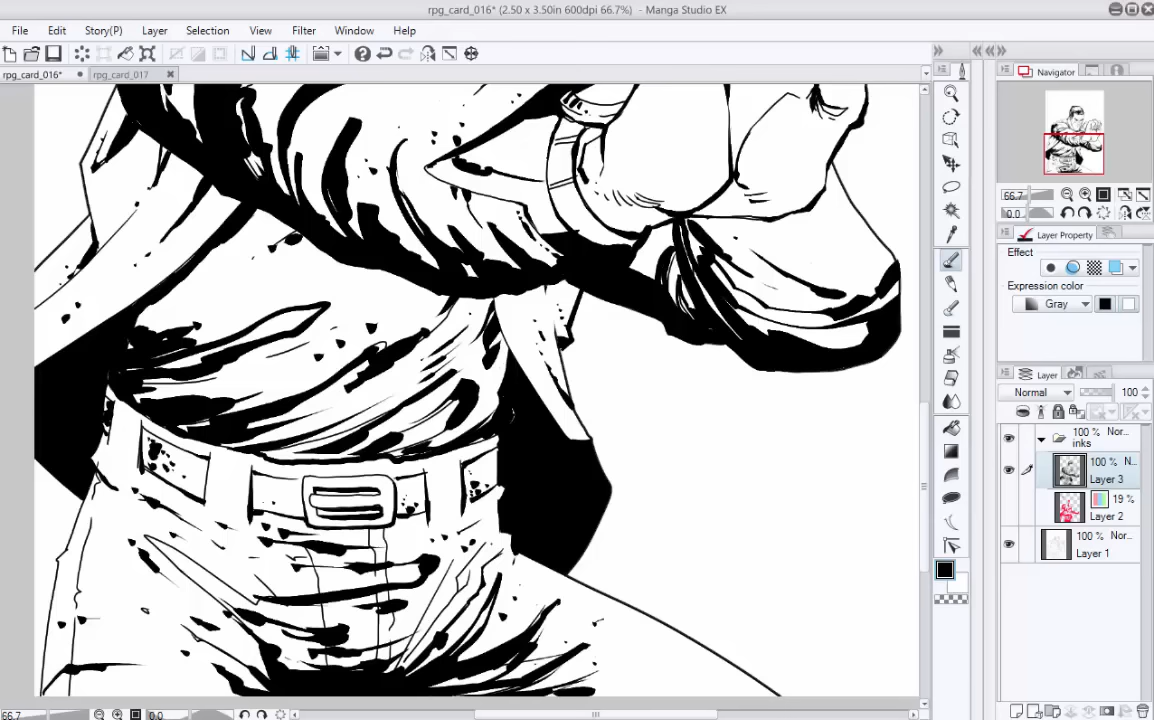 rpg_card_016* (2.50 x 3.50in 600dpi 66.7%) - Manga Studio EX
File Edit Story(P) Layer Selection View Filter Window Help
rpg_card_016* rpg_card_017
Navigator
66.7
0.0
Layer Property
Effect
Expression color
Gray
Layer
Normal 100
100 % Nor...
inks
100 % N...
Layer 3
19 %
Layer 2
100 % Nor...
Layer 1
66.7 0.0